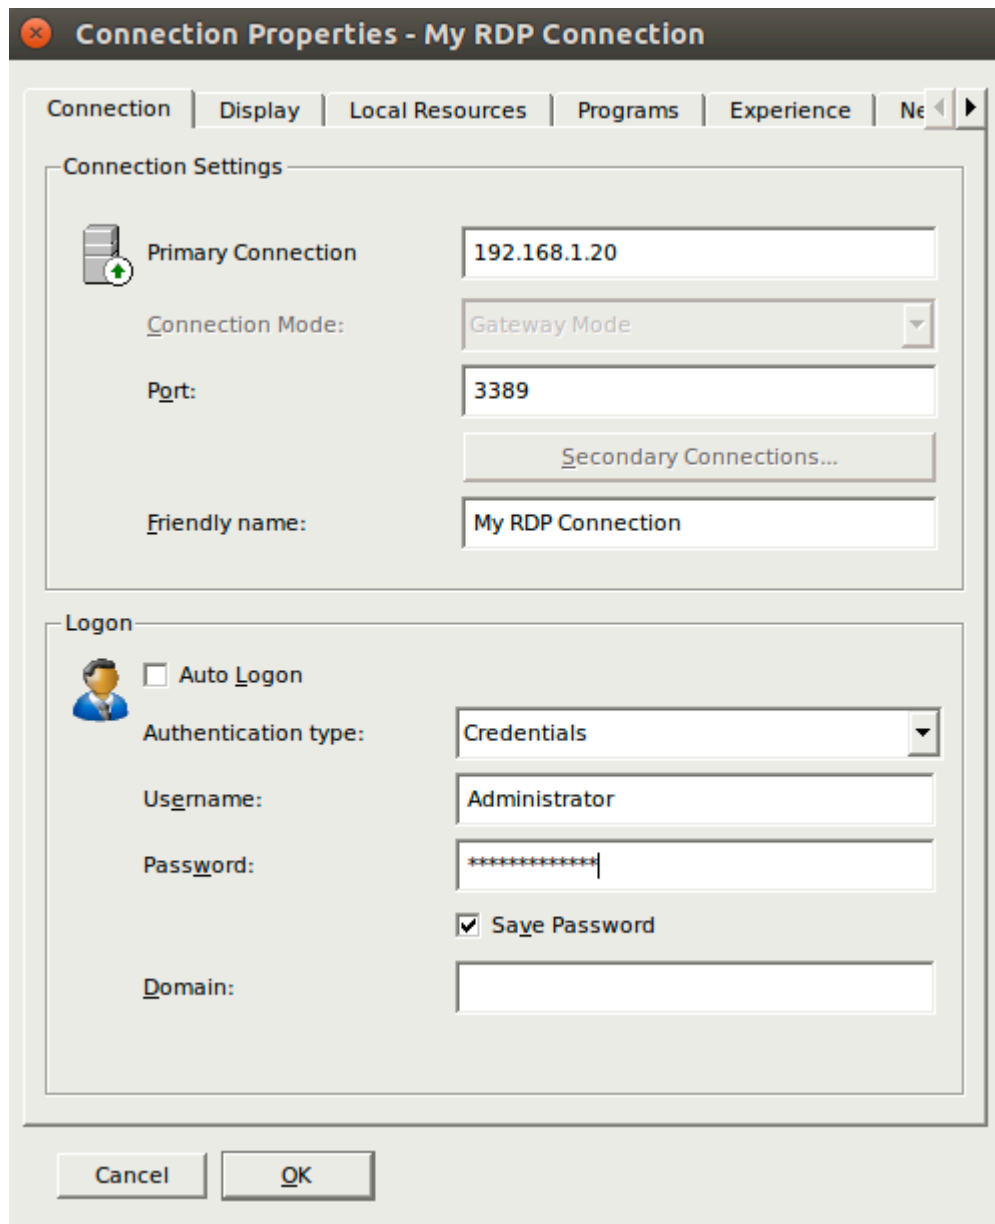 Connection Properties - My RDP Connection
Connection Display Local Resources Programs Experience
Connection Settings
Primary Connection 192.168.1.20
Connection Mode: Gateway Mode
Port: 3389
Secondary Connections...
Friendly name: My RDP Connection
Logon
Auto Logon
Authentication type: Credentials
Username: Administrator
Password: *************
Save Password
Domain:
Cancel OK